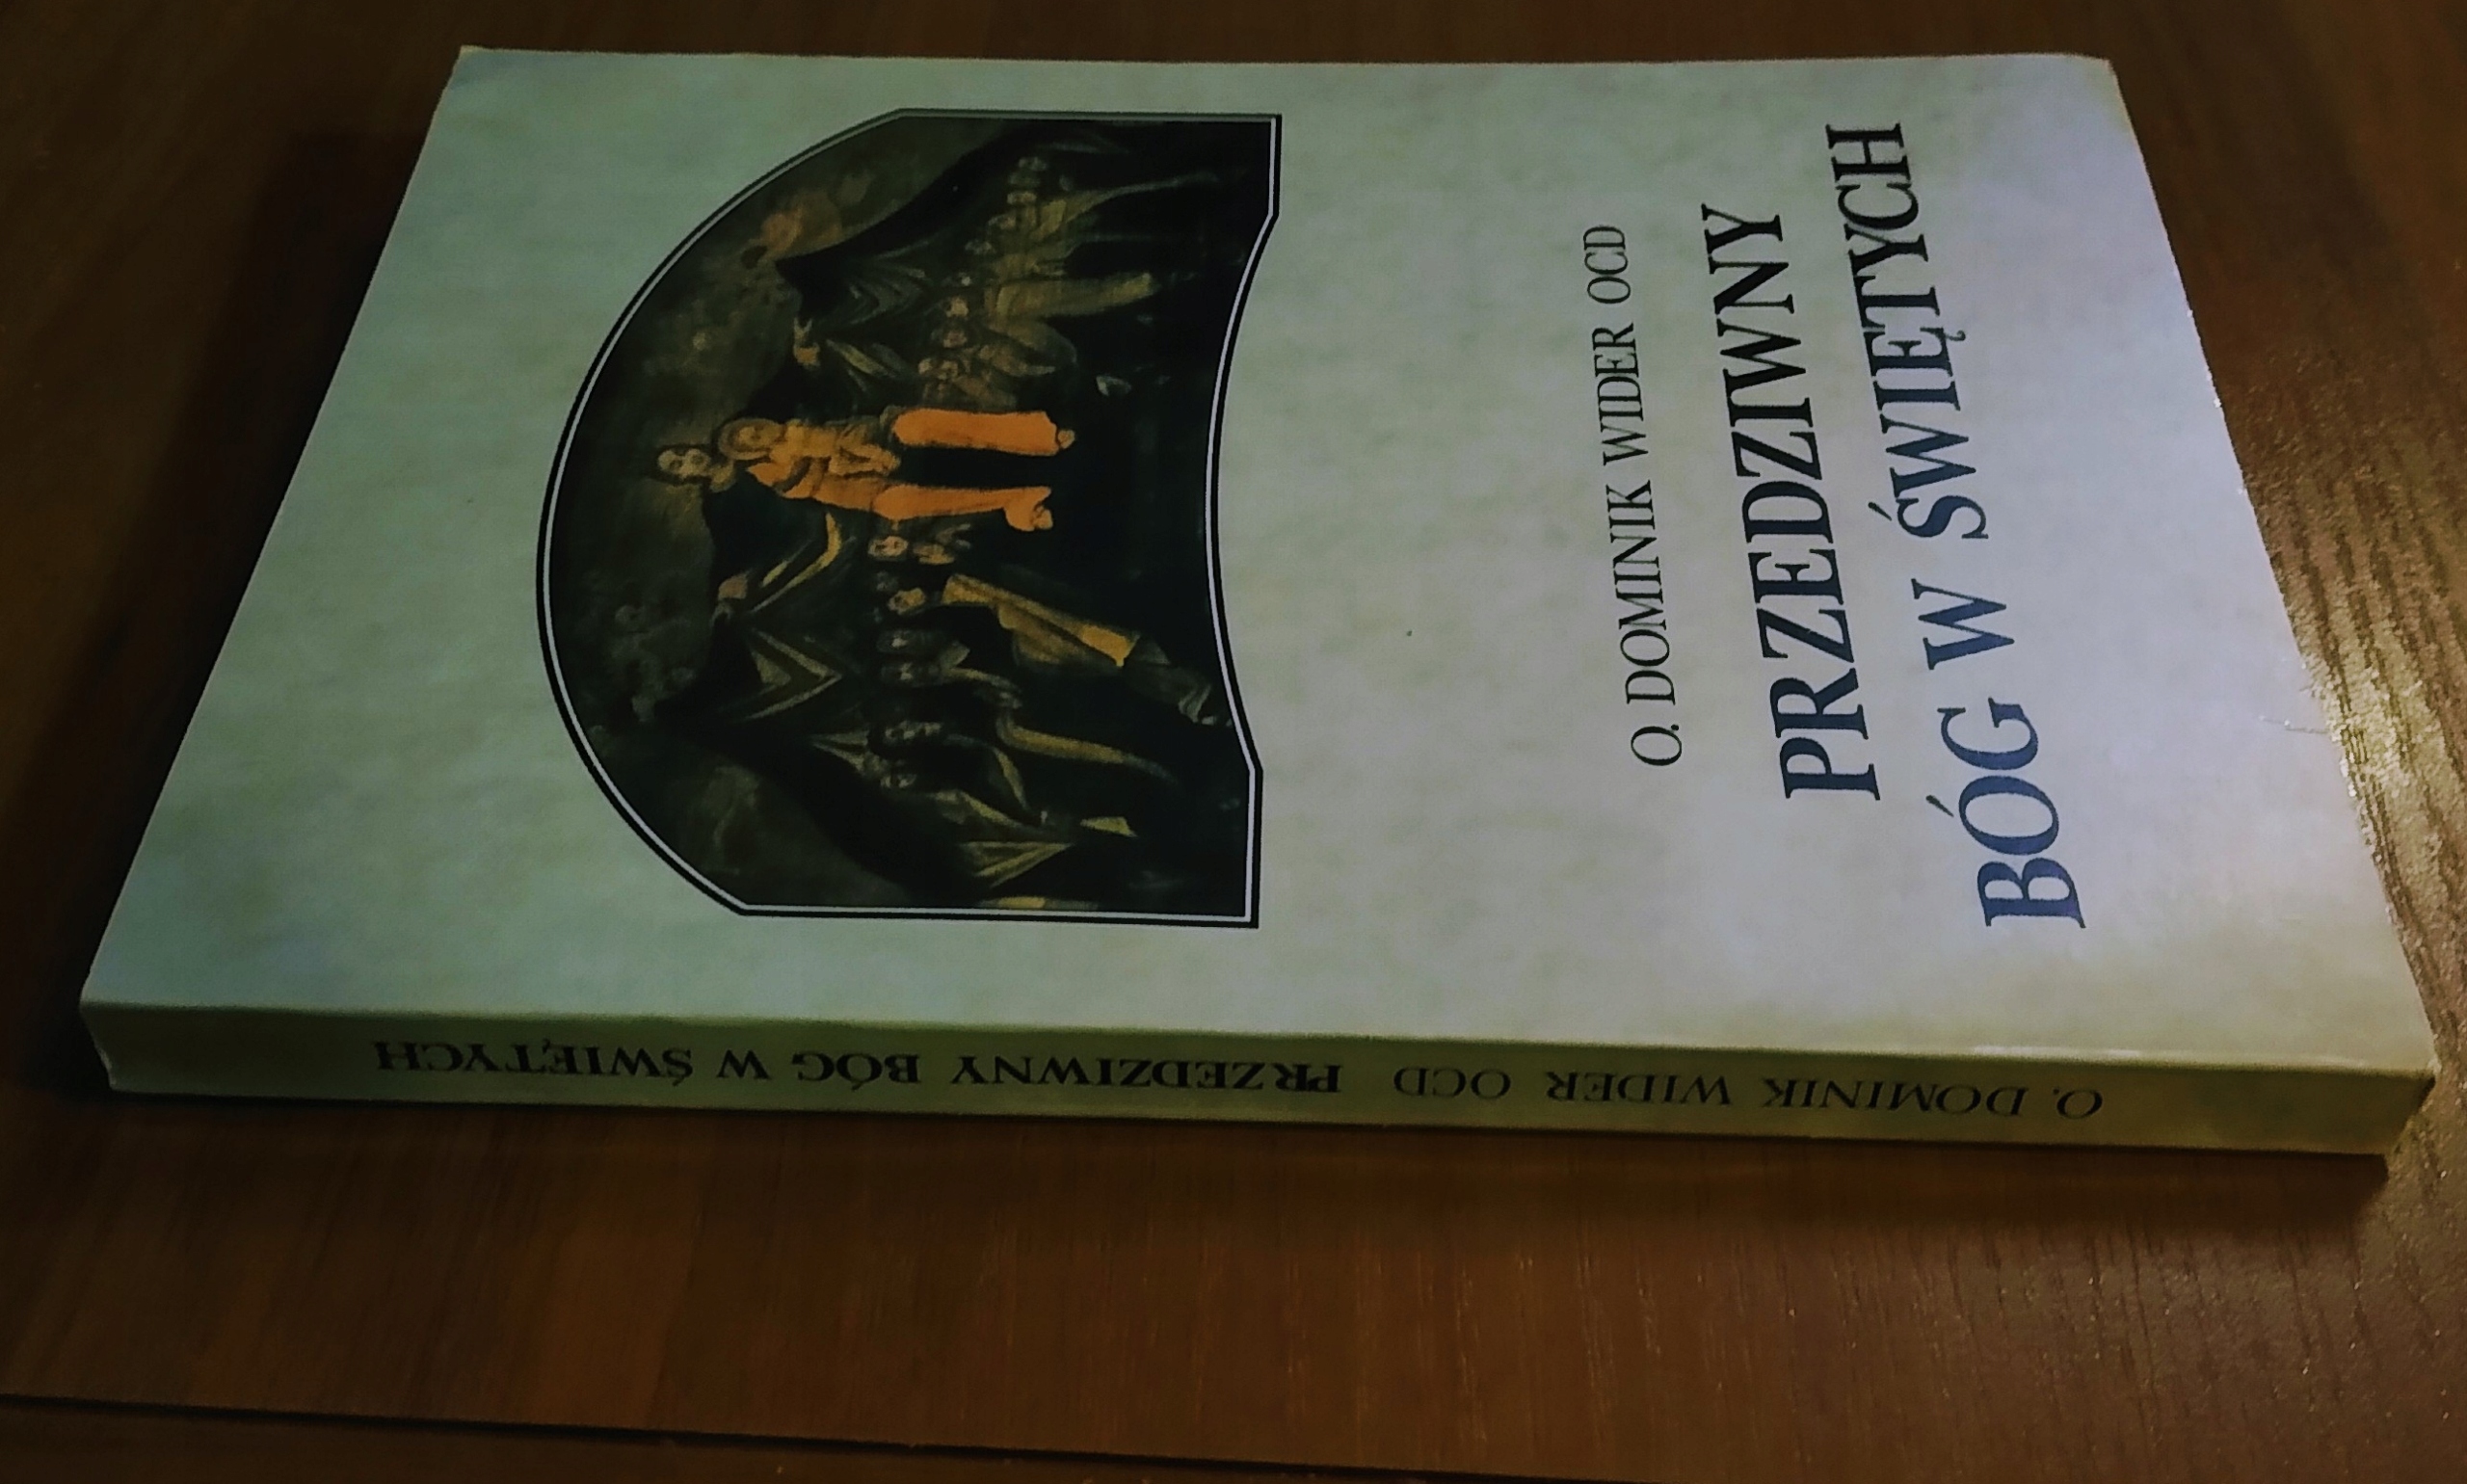 O. DOMINIK WIDER OCD
PRZEDZIWNY
BÓG W ŚWIĘTYCH
O. DOMINIK WIDER OCD PRZEDZIWNY BÓG W ŚWIĘTYCH